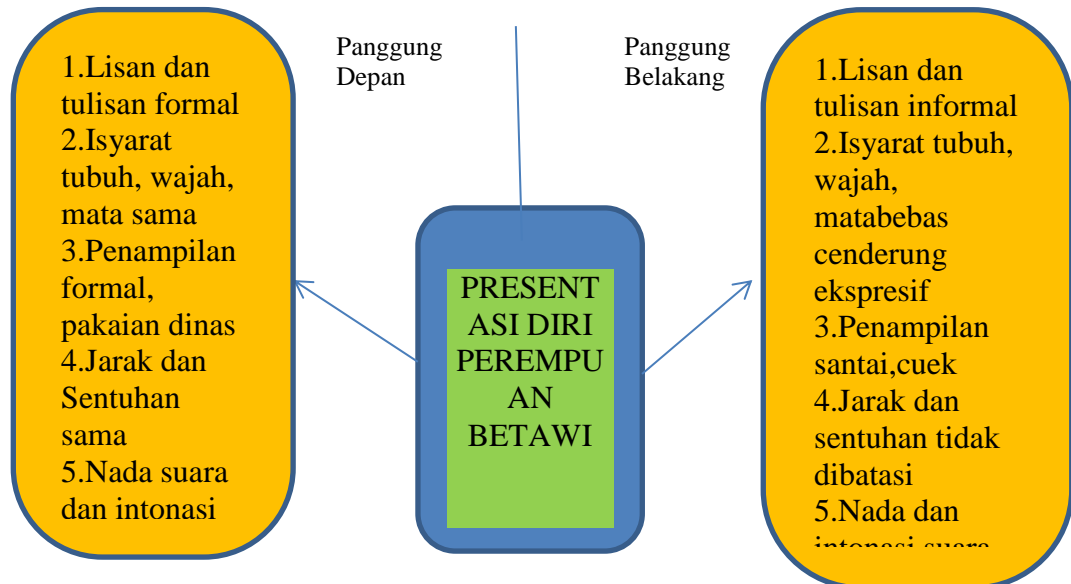 1.Lisan dan
tulisan formal
2.Isyarat
tubuh, wajah,
mata sama
3.Penampilan
formal,
pakaian dinas
4.Jarak dan
Sentuhan
sama
5.Nada suara
dan intonasi
Panggung
Depan
PRESENT
ASI DIRI
PEREMPU
AN
BETAWI
Panggung
Belakang
1.Lisan dan
tulisan informal
2.Isyarat tubuh,
wajah,
matabebas
cenderung
ekspresif
3.Penampilan
santai,cuek
4.Jarak dan
sentuhan tidak
dibatasi
5.Nada dan
intonasi suara